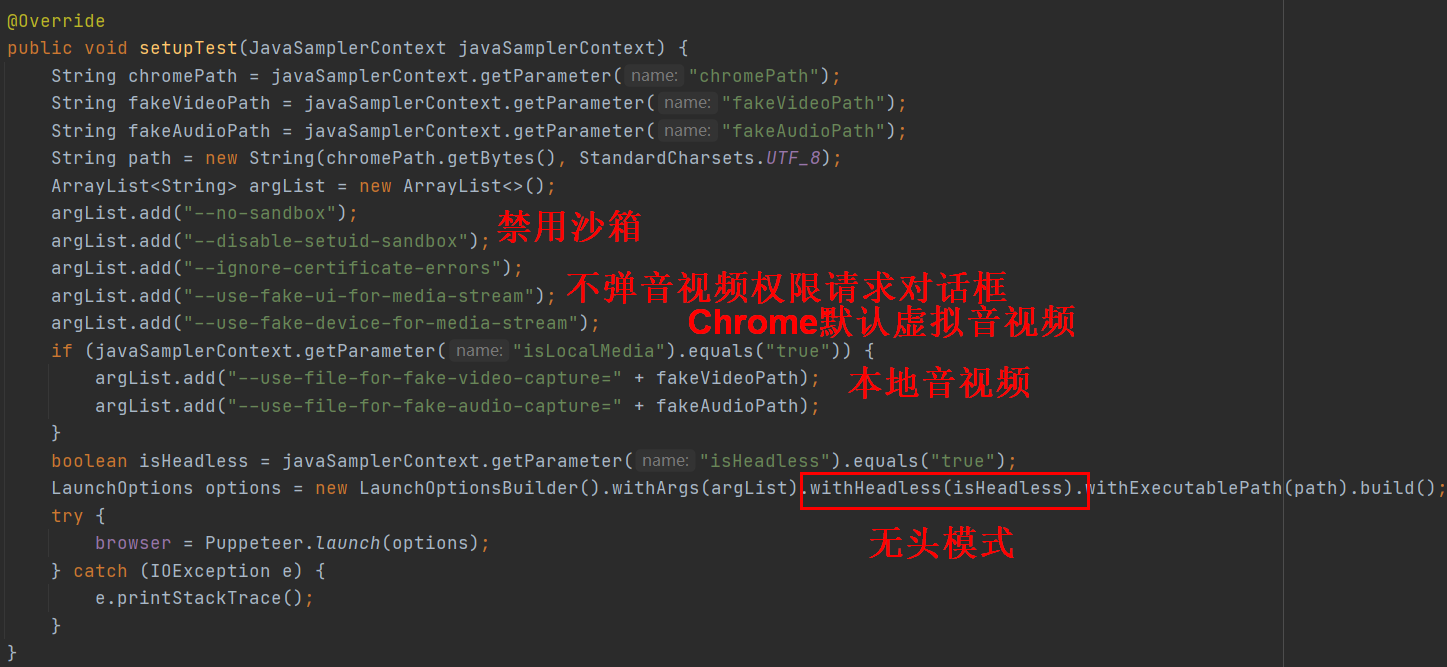 @Override
public void setupTest(JavaSamplerContext javaSamplerContext) {
String chromePath = javaSamplerContext.getParameter( name: "chromePath");
String fakeVideoPath = javaSamplerContext.getParameter( name: "fakeVideoPath");
String fakeAudioPath = javaSamplerContext.getParameter( name: "fakeAudioPath");
String path = new String(chromePath.getBytes(), StandardCharsets.UTF_8);
ArrayList<String> argList = new ArrayList<>();
argList.add("--no-sandbox");
禁用沙箱
argList.add("--disable-setuid-sandbox");
argList.add("--ignore-certificate-errors");
argList.add("--use-fake-ui-for-media-stream"); 不弹音视频权限请求对话框
argList.add("--use-fake-device-for-media-stream"); Chrome默认虚拟音视频
if (javaSamplerContext.getParameter( name: "isLocalMedia").equals("true")) {
argList.add("--use-file-for-fake-video-capture=" + fakeVideoPath); 本地音视频
argList.add("--use-file-for-fake-audio-capture=" + fakeAudioPath);
}
boolean isHeadless = javaSamplerContext.getParameter( name: "isHeadless").equals("true");
LaunchOptions options = new LaunchOptionsBuilder().withArgs(argList).withHeadless(isHeadless).withExecutablePath(path).build();
try {
browser = Puppeteer.launch(options); 无头模式
} catch (IOException e) {
e.printStackTrace();
}
}